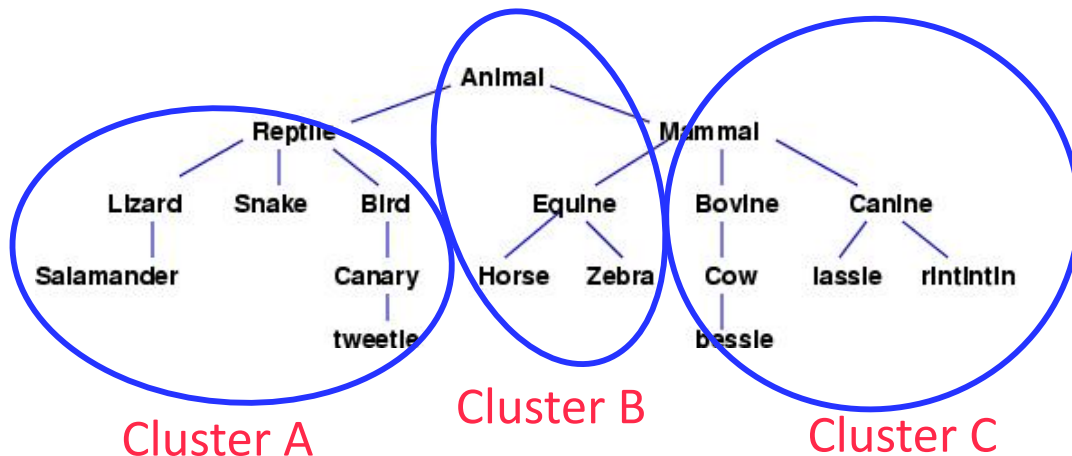 Animal
Reptile Mammal
Lizard Snake Bird Equine Bovine Canine
Salamander Canary Horse Zebra Cow lassie rintintin
tweetie bessie
Cluster A Cluster B Cluster C